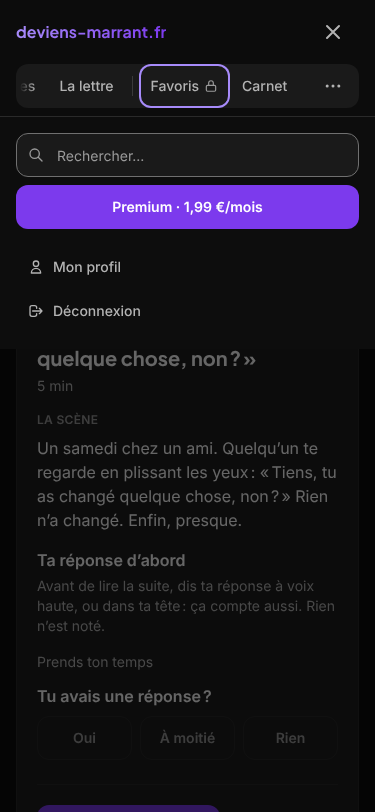 deviens-marrant.fr
es La lettre Favoris Carnet ...
Rechercher...
Premium · 1,99 €/mois
Mon profil
Déconnexion
quelque chose, non ? »
5 min
LA SCÈNE
Un samedi chez un ami. Quelqu’un te
regarde en plissant les yeux : « Tiens, tu
as changé quelque chose, non ? » Rien
n’a changé. Enfin, presque.
Ta réponse d’abord
Avant de lire la suite, dis ta réponse à voix
haute, ou dans ta tête : ça compte aussi. Rien
n’est noté.
Prends ton temps
Tu avais une réponse ?
Oui À moitié Rien